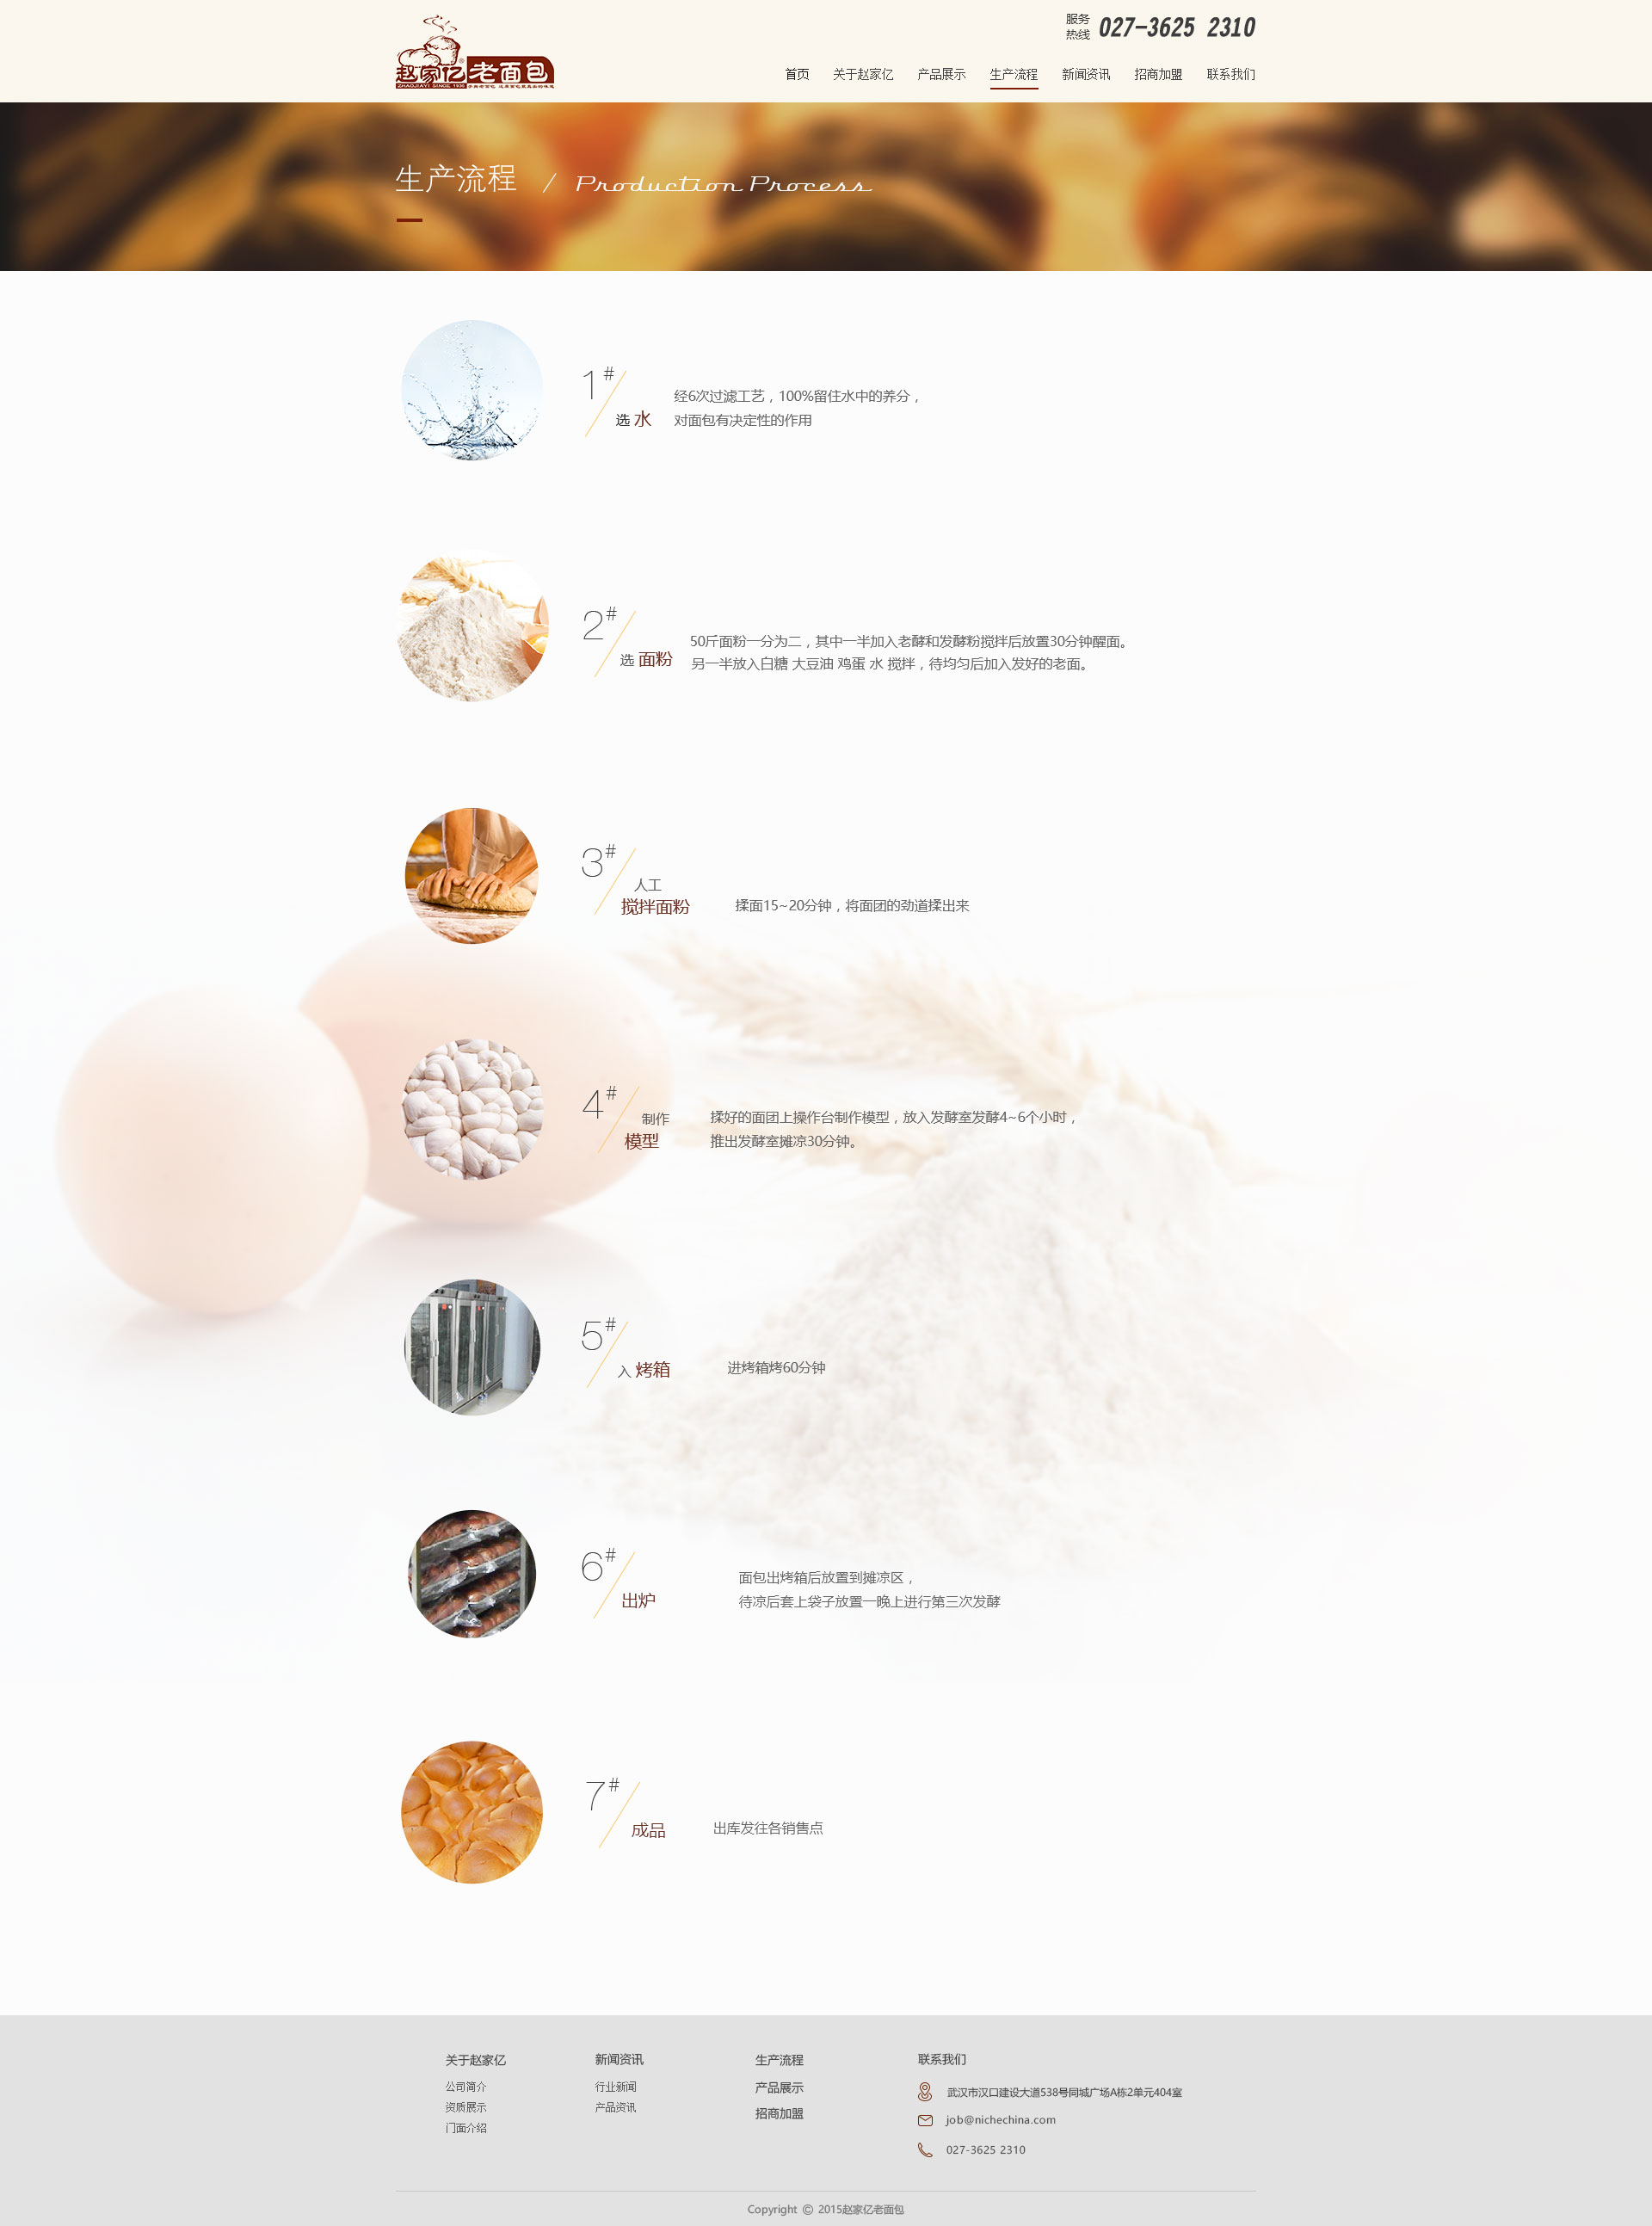 服务
热线
027-3625 2310
赵家亿老面包
ZHAOJIAYI SINCE 1936
首页 关于赵家亿 产品展示 生产流程 新闻资讯 招商加盟 联系我们
生产流程 / Production Process
1#
选 水
经6次过滤工艺，100%留住水中的养分，
对面包有决定性的作用
2#
选 面粉
50斤面粉一分为二，其中一半加入老酵和发酵粉搅拌后放置30分钟醒面。
另一半放入白糖 大豆油 鸡蛋 水 搅拌，待均匀后加入发好的老面。
3#
人工
搅拌面粉
揉面15~20分钟，将面团的劲道揉出来
4#
制作
模型
揉好的面团上操作台制作模型，放入发酵室发酵4~6个小时，
推出发酵室摊凉30分钟。
5#
入 烤箱
进烤箱烤60分钟
6#
出炉
面包出烤箱后放置到摊凉区，
待凉后套上袋子放置一晚上进行第三次发酵
7#
成品
出库发往各销售点
关于赵家亿
公司简介
资质展示
门面介绍
新闻资讯
行业新闻
产品资讯
生产流程
产品展示
招商加盟
联系我们
武汉市汉口建设大道538号同城广场A栋2单元404室
job@nichechina.com
027-3625 2310
Copyright © 2015赵家亿老面包